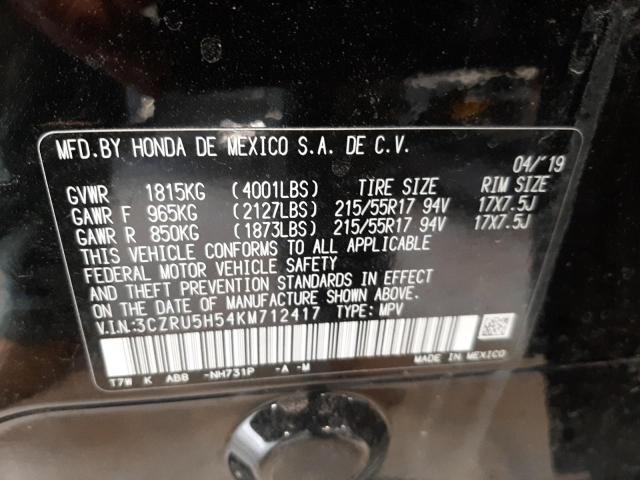 MFD.BY HONDA DE MEXICO S.A. DE C.V.
04/'19
GVWR 1815KG (4001LBS) TIRE SIZE RIM SIZE
GAWR F 965KG (2127LBS) 215/55R17 94V 17X7.5J
GAWR R 850KG (1873LBS) 215/55R17 94V 17X7.5J
THIS VEHICLE CONFORMS TO ALL APPLICABLE
FEDERAL MOTOR VEHICLE SAFETY
AND THEFT PREVENTION STANDARDS IN EFFECT
ON THE DATE OF MANUFACTURE SHOWN ABOVE.
V.I.N:3CZRU5H54KM712417 TYPE: MPV
MADE IN MEXICO
T7W K ABB -NH731P -A -M